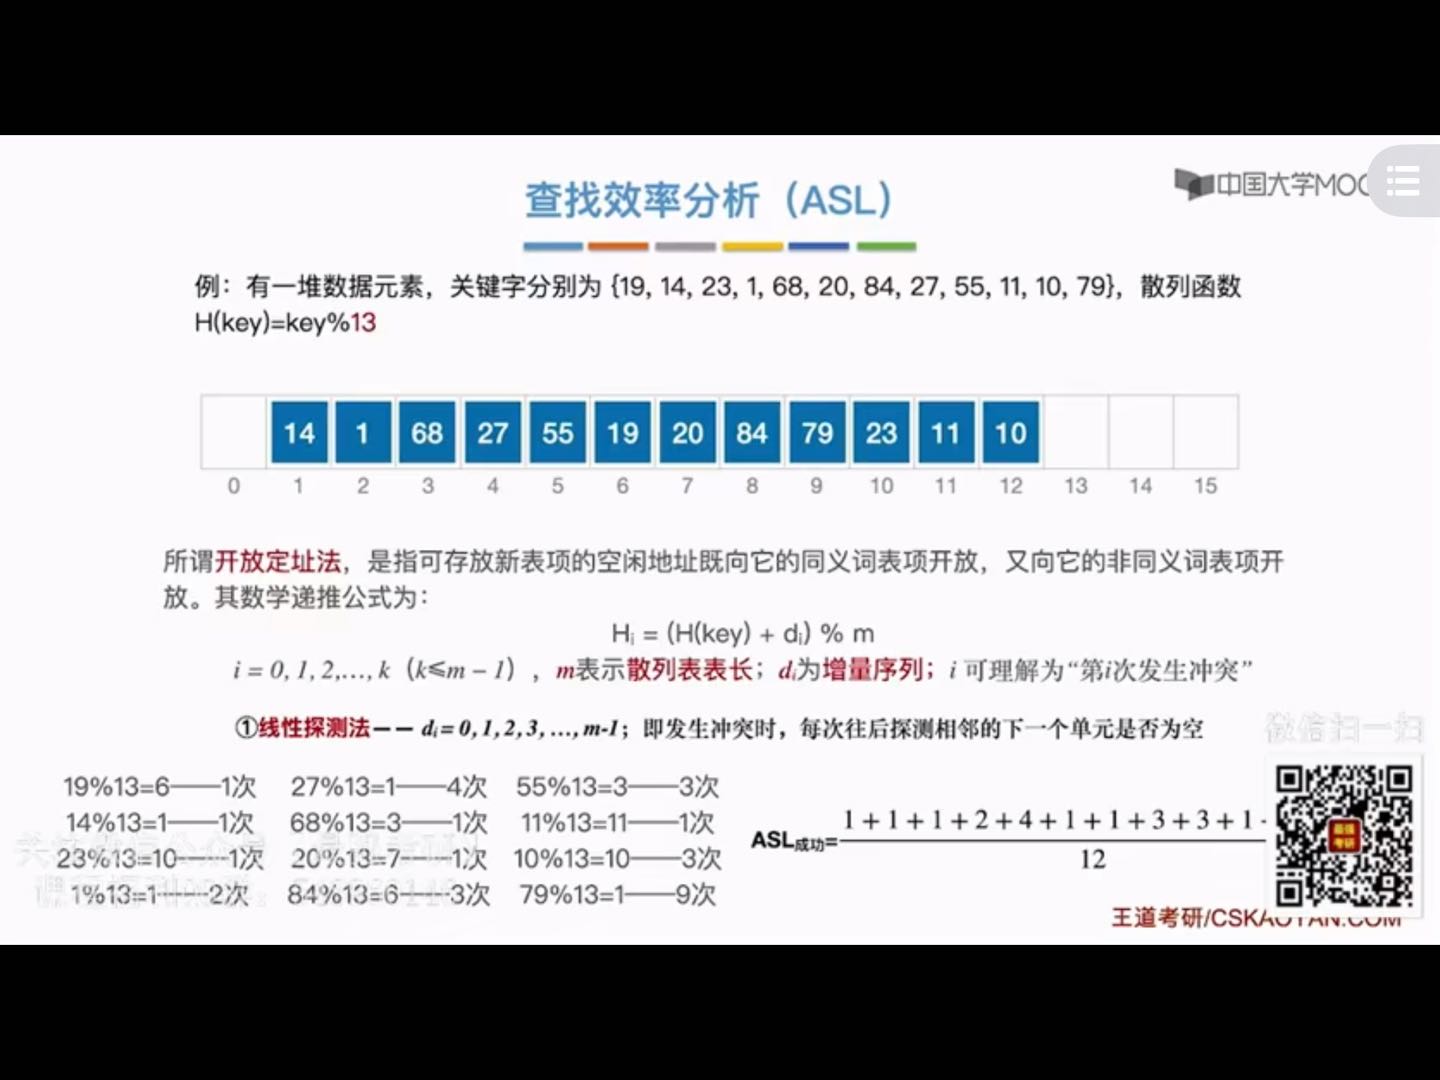 中国大学MOO
查找效率分析（ASL）
例：有一堆数据元素，关键字分别为 {19, 14, 23, 1, 68, 20, 84, 27, 55, 11, 10, 79}，散列函数
H(key)=key%13
14 1 68 27 55 19 20 84 79 23 11 10
0 1 2 3 4 5 6 7 8 9 10 11 12 13 14 15
所谓开放定址法，是指可存放新表项的空闲地址既向它的同义词表项开放，又向它的非同义词表项开
放。其数学递推公式为：
Hᵢ = (H(key) + dᵢ) % m
i = 0, 1, 2,…, k（k≤m – 1），m表示散列表表长；dᵢ为增量序列；i 可理解为“第i次发生冲突”
①线性探测法—— dᵢ = 0, 1, 2, 3, …, m-1；即发生冲突时，每次往后探测相邻的下一个单元是否为空
微信扫一扫
19%13=6——1次 27%13=1——4次 55%13=3——3次
14%13=1——1次 68%13=3——1次 11%13=11——1次
23%13=10——1次 20%13=7——1次 10%13=10——3次
1%13=1——2次 84%13=6——3次 79%13=1——9次
ASL成功=
1 + 1 + 1 + 2 + 4 + 1 + 1 + 3 + 3 + 1
12
王道考研/CSKAOYAN.COM